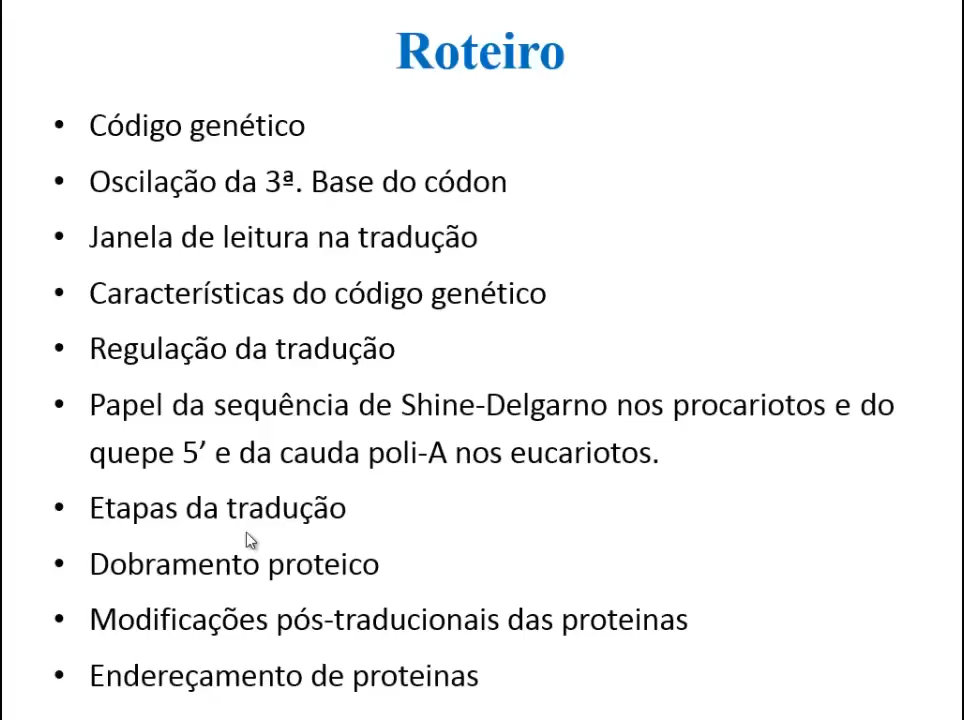 Roteiro
• Código genético
• Oscilação da 3ª. Base do códon
• Janela de leitura na tradução
• Características do código genético
• Regulação da tradução
• Papel da sequência de Shine-Delgarno nos procariotos e do
quepe 5’ e da cauda poli-A nos eucariotos.
• Etapas da tradução
• Dobramento proteico
• Modificações pós-traducionais das proteinas
• Endereçamento de proteinas